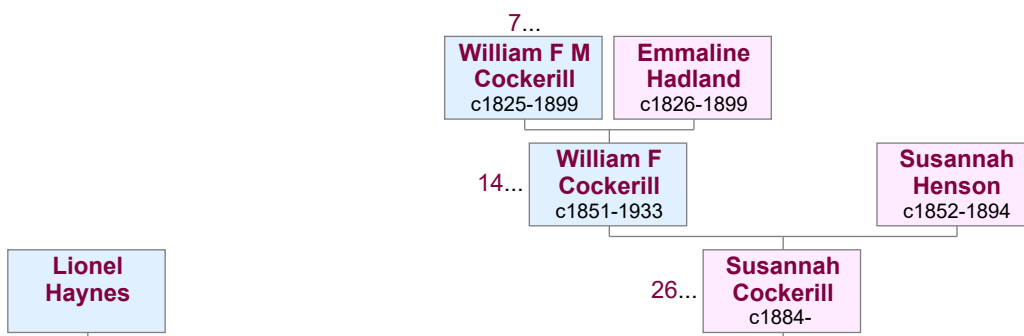 7...
William F M
Cockerill
c1825-1899
Emmaline
Hadland
c1826-1899
14...
William F
Cockerill
c1851-1933
Susannah
Henson
c1852-1894
Lionel
Haynes
26...
Susannah
Cockerill
c1884-